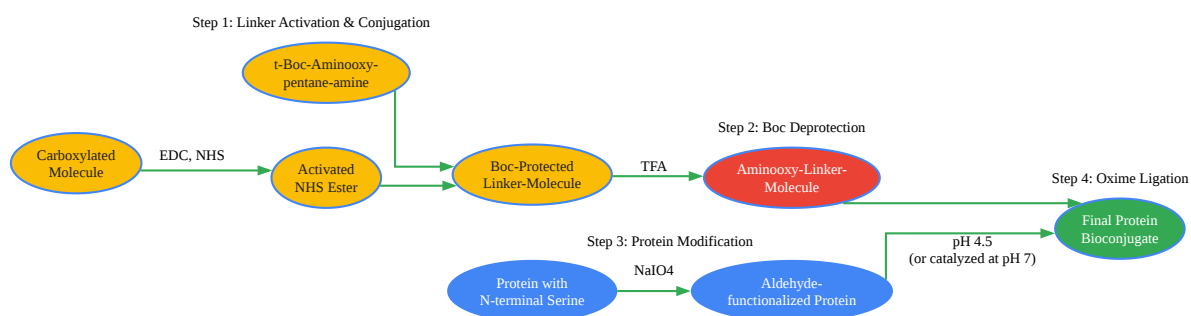 Step 1: Linker Activation & Conjugation
t-Boc-Aminooxy-
pentane-amine
Carboxylated
Molecule
EDC, NHS
Activated
NHS Ester
Boc-Protected
Linker-Molecule
TFA
Step 2: Boc Deprotection
Aminooxy-Linker-
Molecule
Step 3: Protein Modification
Protein with
N-terminal Serine
NaIO4
Aldehyde-
functionalized Protein
Step 4: Oxime Ligation
Final Protein
Bioconjugate
pH 4.5
(or catalyzed at pH 7)